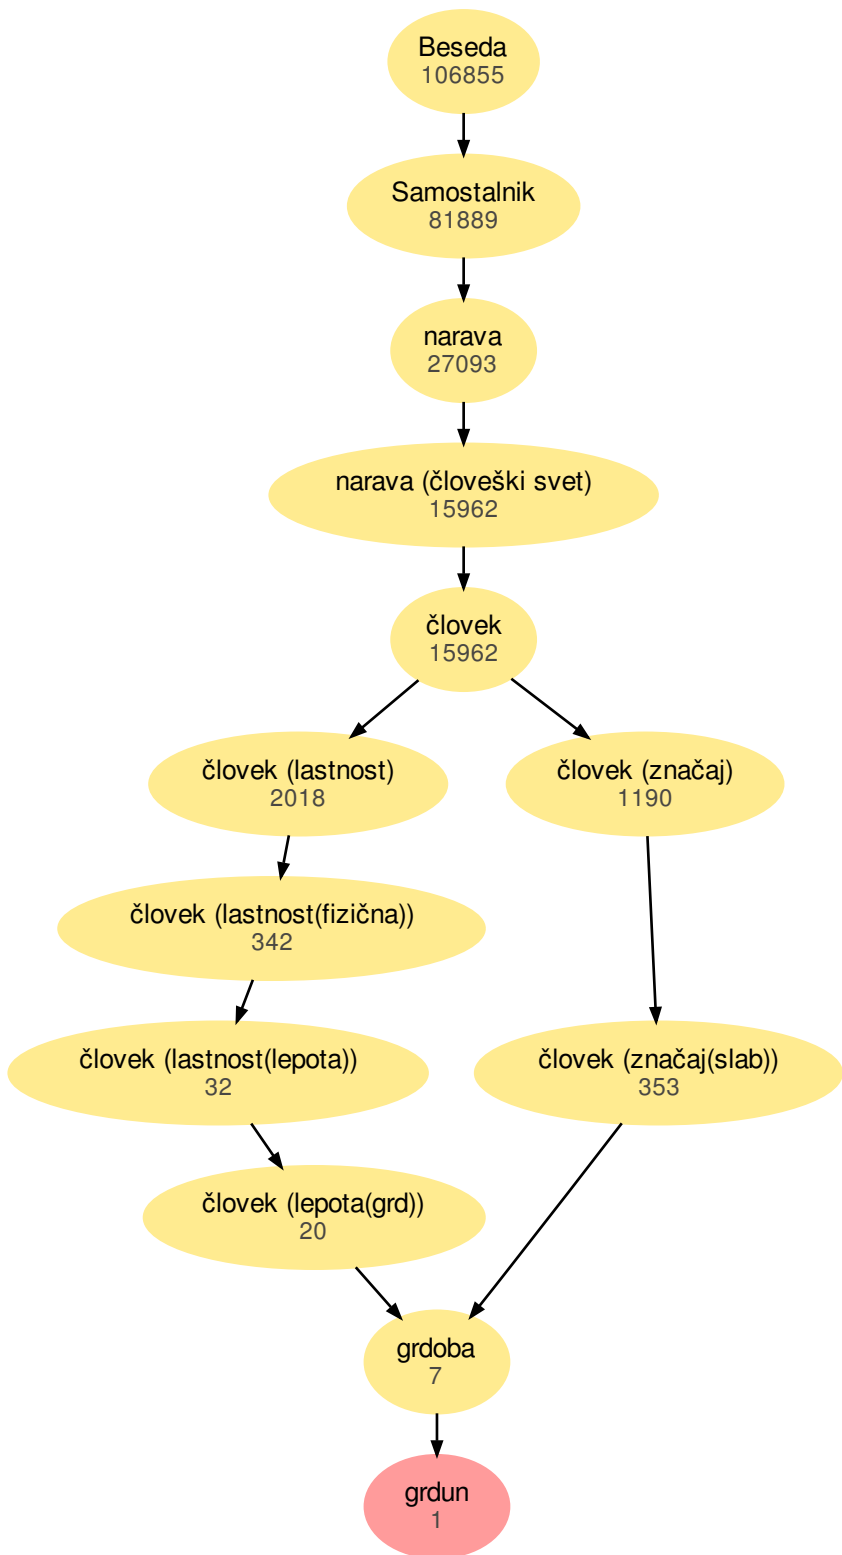 Beseda
106855
Samostalnik
81889
narava
27093
narava (človeški svet)
15962
človek
15962
človek (lastnost)
2018
človek (značaj)
1190
človek (lastnost(fizična))
342
človek (lastnost(lepota))
32
človek (značaj(slab))
353
človek (lepota(grd))
20
grdoba
7
grdun
1